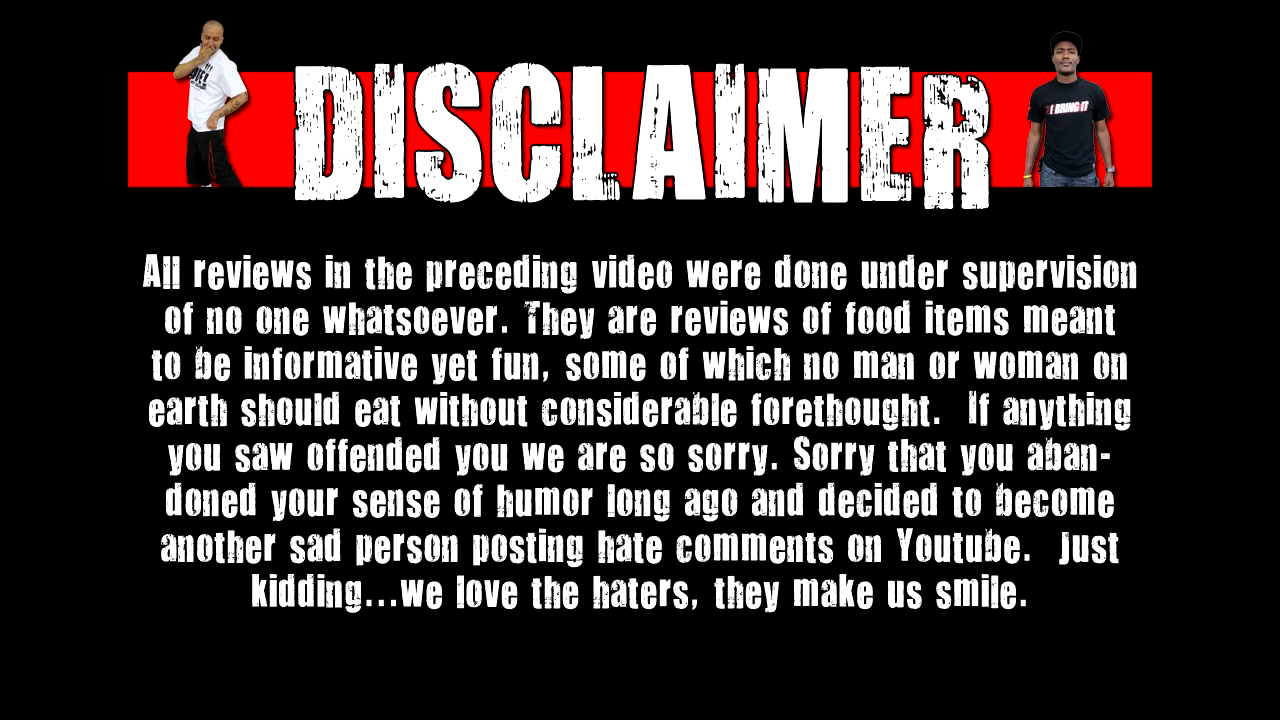 DISCLAIMER
I BRING IT
All reviews in the preceding video were done under supervision
of no one whatsoever. They are reviews of food items meant
to be informative yet fun, some of which no man or woman on
earth should eat without considerable forethought. If anything
you saw offended you we are so sorry. Sorry that you aban-
doned your sense of humor long ago and decided to become
another sad person posting hate comments on Youtube. Just
kidding...we love the haters, they make us smile.